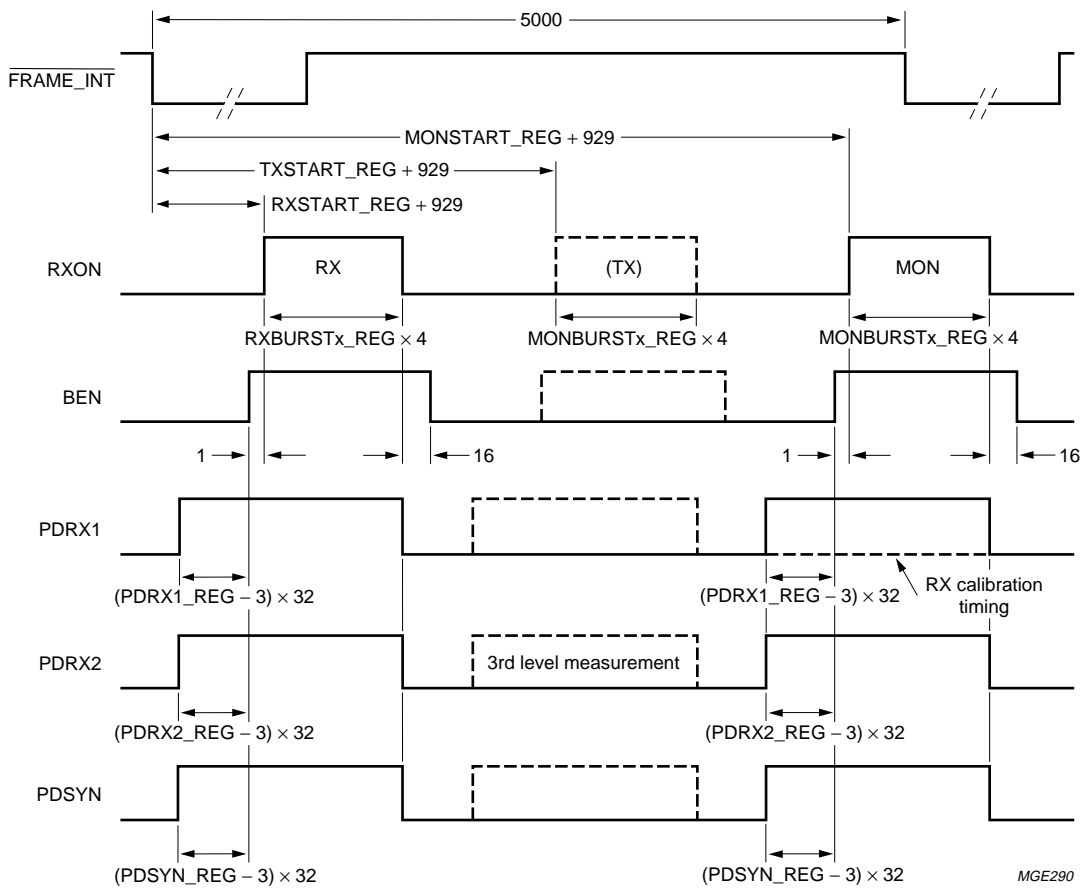 5000
FRAME_INT
MONSTART_REG + 929
TXSTART_REG + 929
RXSTART_REG + 929
RXON
RX
(TX)
MON
RXBURSTx_REG × 4
MONBURSTx_REG × 4
MONBURSTx_REG × 4
BEN
1
16
1
16
PDRX1
(PDRX1_REG − 3) × 32
(PDRX1_REG − 3) × 32
RX calibration
timing
PDRX2
3rd level measurement
(PDRX2_REG − 3) × 32
(PDRX2_REG − 3) × 32
PDSYN
(PDSYN_REG − 3) × 32
(PDSYN_REG − 3) × 32
MGE290